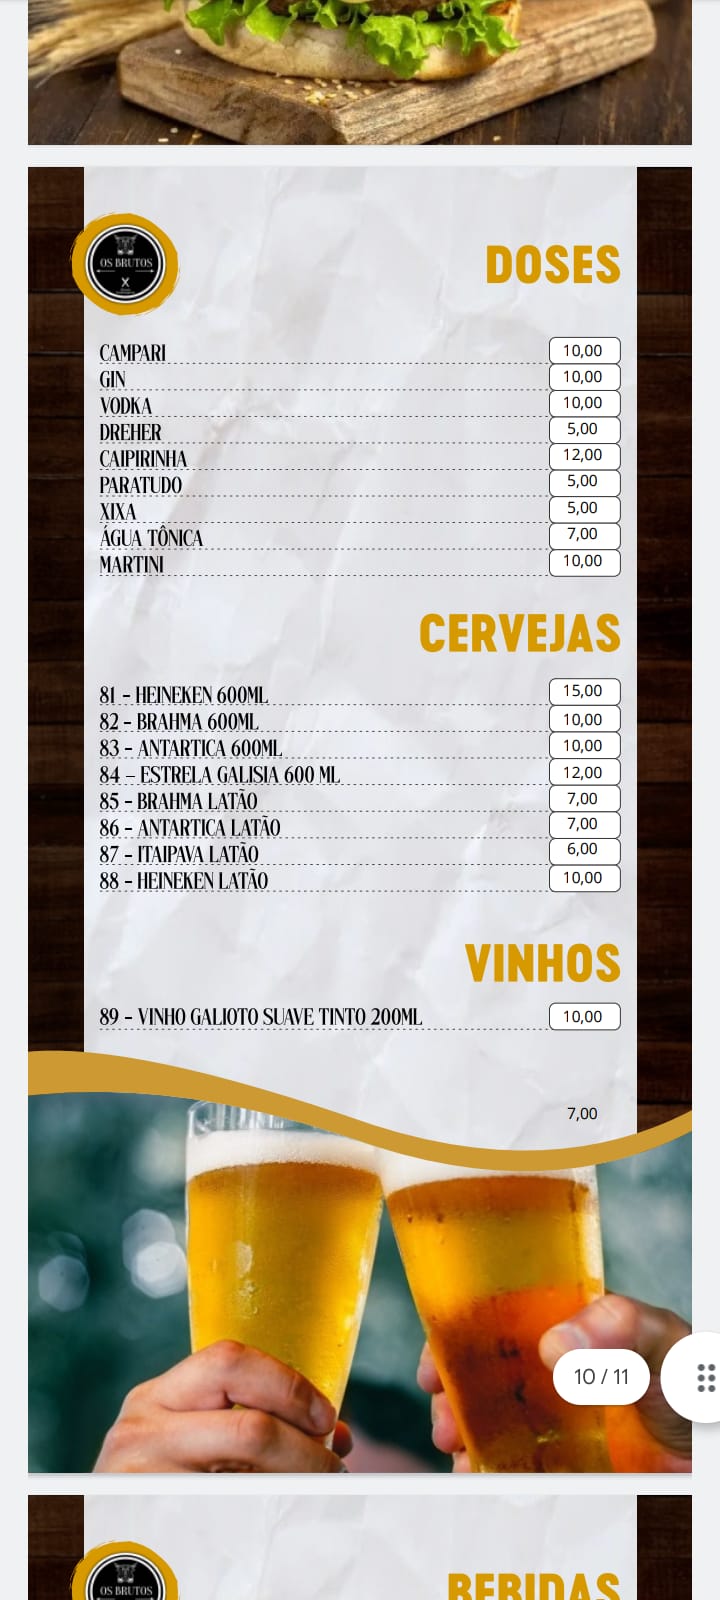 OS BRUTOS
DOSES
CAMPARI 10,00
GIN 10,00
VODKA 10,00
DREHER 5,00
CAIPIRINHA 12,00
PARATUDO 5,00
XIXA 5,00
ÁGUA TÔNICA 7,00
MARTINI 10,00
CERVEJAS
81 - HEINEKEN 600ML 15,00
82 - BRAHMA 600ML 10,00
83 - ANTARTICA 600ML 10,00
84 – ESTRELA GALISIA 600 ML 12,00
85 - BRAHMA LATÃO 7,00
86 - ANTARTICA LATÃO 7,00
87 - ITAIPAVA LATÃO 6,00
88 - HEINEKEN LATÃO 10,00
VINHOS
89 - VINHO GALIOTO SUAVE TINTO 200ML 10,00
7,00
10 / 11
OS BRUTOS
BEBIDAS